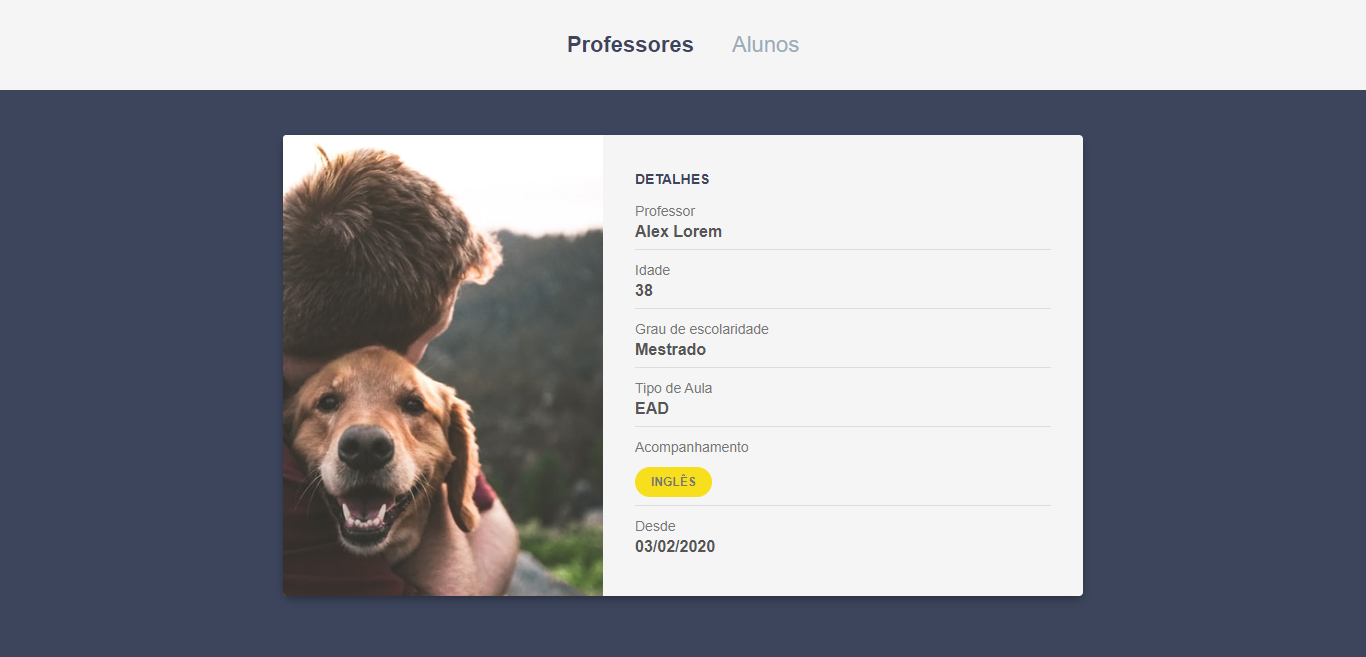 Professores Alunos
DETALHES
Professor
Alex Lorem
Idade
38
Grau de escolaridade
Mestrado
Tipo de Aula
EAD
Acompanhamento
INGLÊS
Desde
03/02/2020